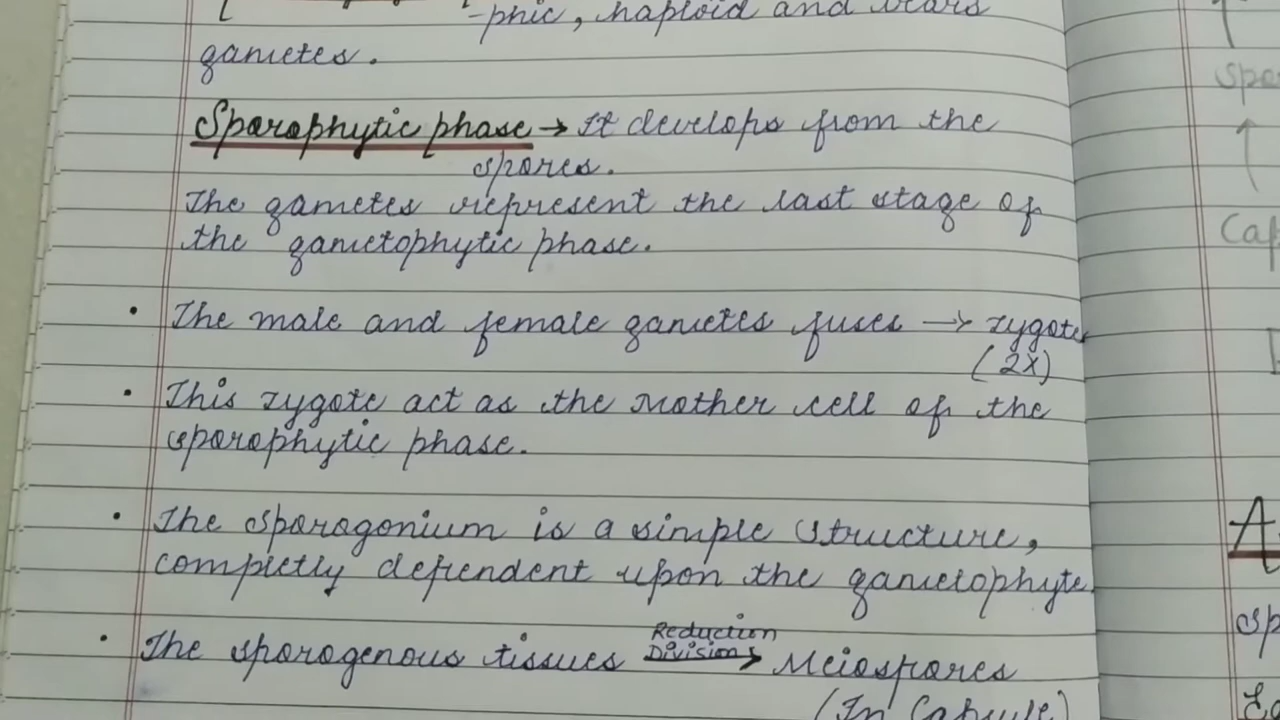 -phic, haploid and bears
gametes.
Sporophytic phase → It develops from the
spores.
The gametes represent the last stage of
the gametophytic phase.
• The male and female gametes fuses → zygote
(2X)
• This zygote act as the Mother cell of the
sporophytic phase.
• The sporogonium is a simple structure,
completly dependent upon the gametophyte.
• The sporogenous tissues Reduction Divisions → Meiospores
(In Capsule)